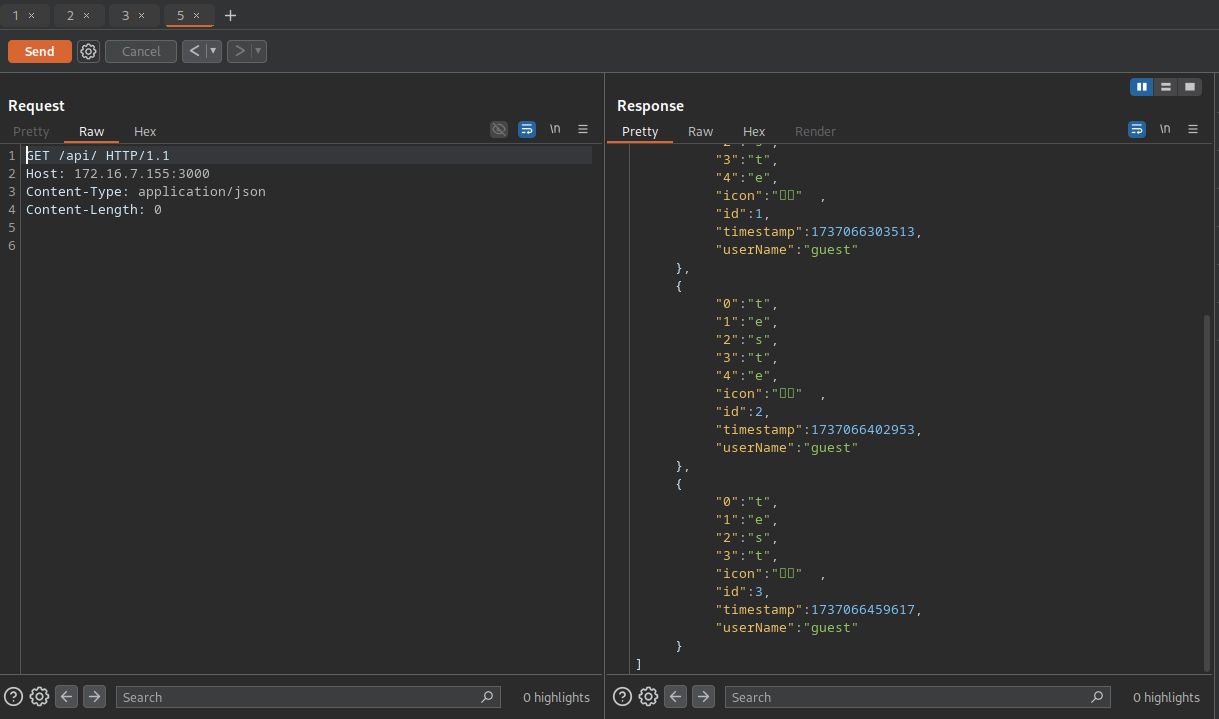 1 × 2 × 3 × 5 × +
Send Cancel < ▾ > ▾
Request
Pretty Raw Hex \n ≡
1 GET /api/ HTTP/1.1
2 Host: 172.16.7.155:3000
3 Content-Type: application/json
4 Content-Length: 0
5
6
Search 0 highlights
Response
Pretty Raw Hex Render \n ≡
"3":"t",
"4":"e",
"icon":"▯▯" ,
"id":1,
"timestamp":1737066303513,
"userName":"guest"
},
{
"0":"t",
"1":"e",
"2":"s",
"3":"t",
"4":"e",
"icon":"▯▯" ,
"id":2,
"timestamp":1737066402953,
"userName":"guest"
},
{
"0":"t",
"1":"e",
"2":"s",
"3":"t",
"icon":"▯▯" ,
"id":3,
"timestamp":1737066459617,
"userName":"guest"
}
]
Search 0 highlights